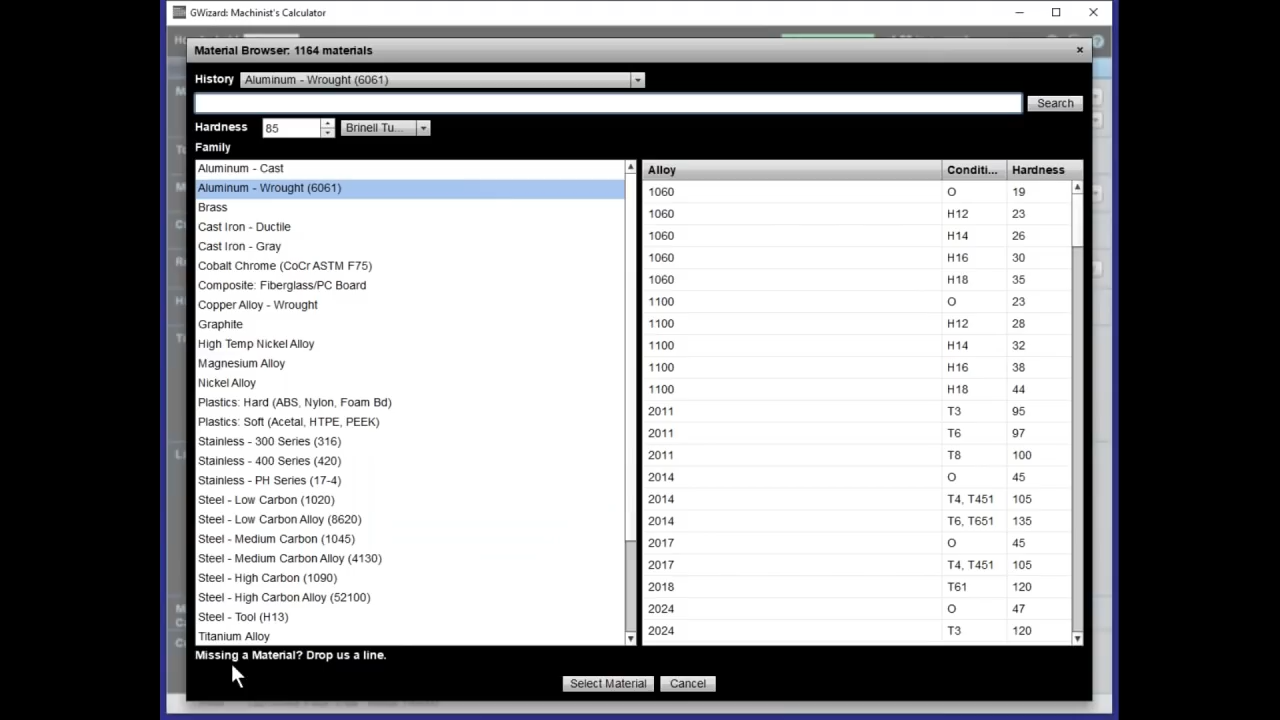 GWizard: Machinist's Calculator
Material Browser: 1164 materials
History Aluminum - Wrought (6061)
Search
Hardness 85 Brinell Tu...
Family
Aluminum - Cast
Aluminum - Wrought (6061)
Brass
Cast Iron - Ductile
Cast Iron - Gray
Cobalt Chrome (CoCr ASTM F75)
Composite: Fiberglass/PC Board
Copper Alloy - Wrought
Graphite
High Temp Nickel Alloy
Magnesium Alloy
Nickel Alloy
Plastics: Hard (ABS, Nylon, Foam Bd)
Plastics: Soft (Acetal, HTPE, PEEK)
Stainless - 300 Series (316)
Stainless - 400 Series (420)
Stainless - PH Series (17-4)
Steel - Low Carbon (1020)
Steel - Low Carbon Alloy (8620)
Steel - Medium Carbon (1045)
Steel - Medium Carbon Alloy (4130)
Steel - High Carbon (1090)
Steel - High Carbon Alloy (52100)
Steel - Tool (H13)
Titanium Alloy
Alloy Conditi... Hardness
1060 O 19
1060 H12 23
1060 H14 26
1060 H16 30
1060 H18 35
1100 O 23
1100 H12 28
1100 H14 32
1100 H16 38
1100 H18 44
2011 T3 95
2011 T6 97
2011 T8 100
2014 O 45
2014 T4, T451 105
2014 T6, T651 135
2017 O 45
2017 T4, T451 105
2018 T61 120
2024 O 47
2024 T3 120
Missing a Material? Drop us a line.
Select Material Cancel